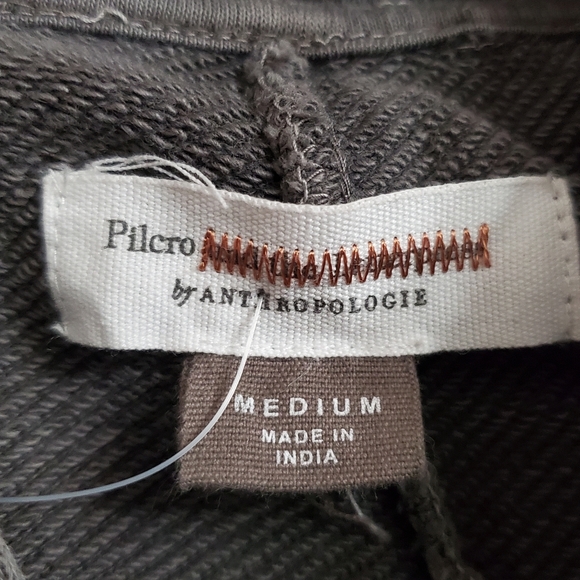 Pilcro
by ANTHROPOLOGIE
MEDIUM
MADE IN
INDIA